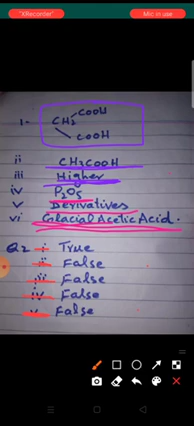 "XRecorder"
Mic in use
1. CH2 COOH
COOH
ii CH3COOH
iii Higher
iv P2O5
v Derivatives
vi Glacial Acetic Acid.
Q2 i True
ii False
iii False
iv False
v False